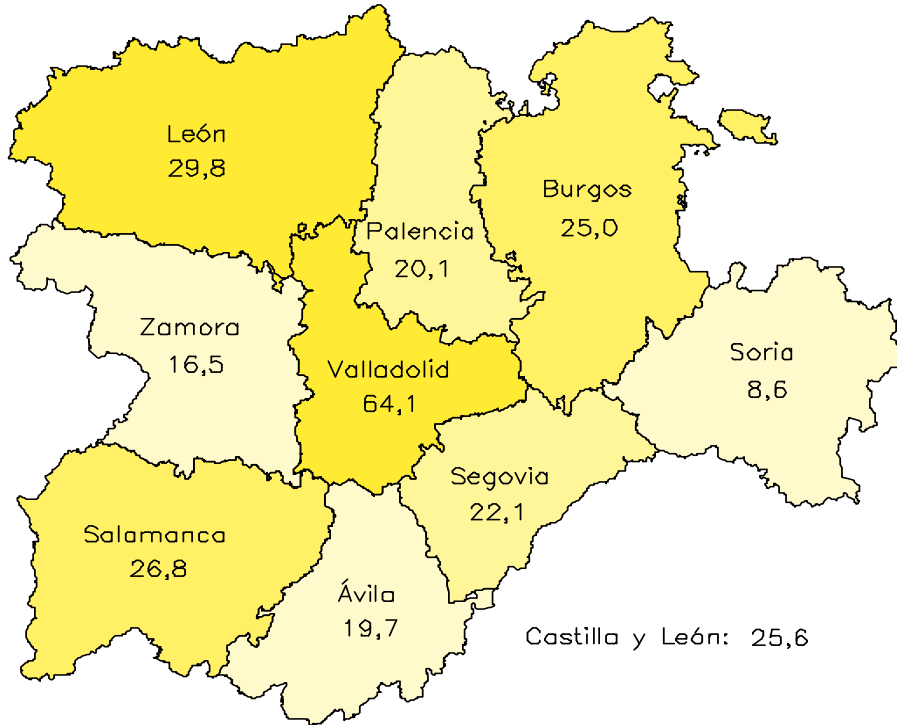 León
29,8
Burgos
25,0
Palencia
20,1
Zamora
16,5
Valladolid
64,1
Soria
8,6
Segovia
22,1
Salamanca
26,8
Ávila
19,7
Castilla y León: 25,6